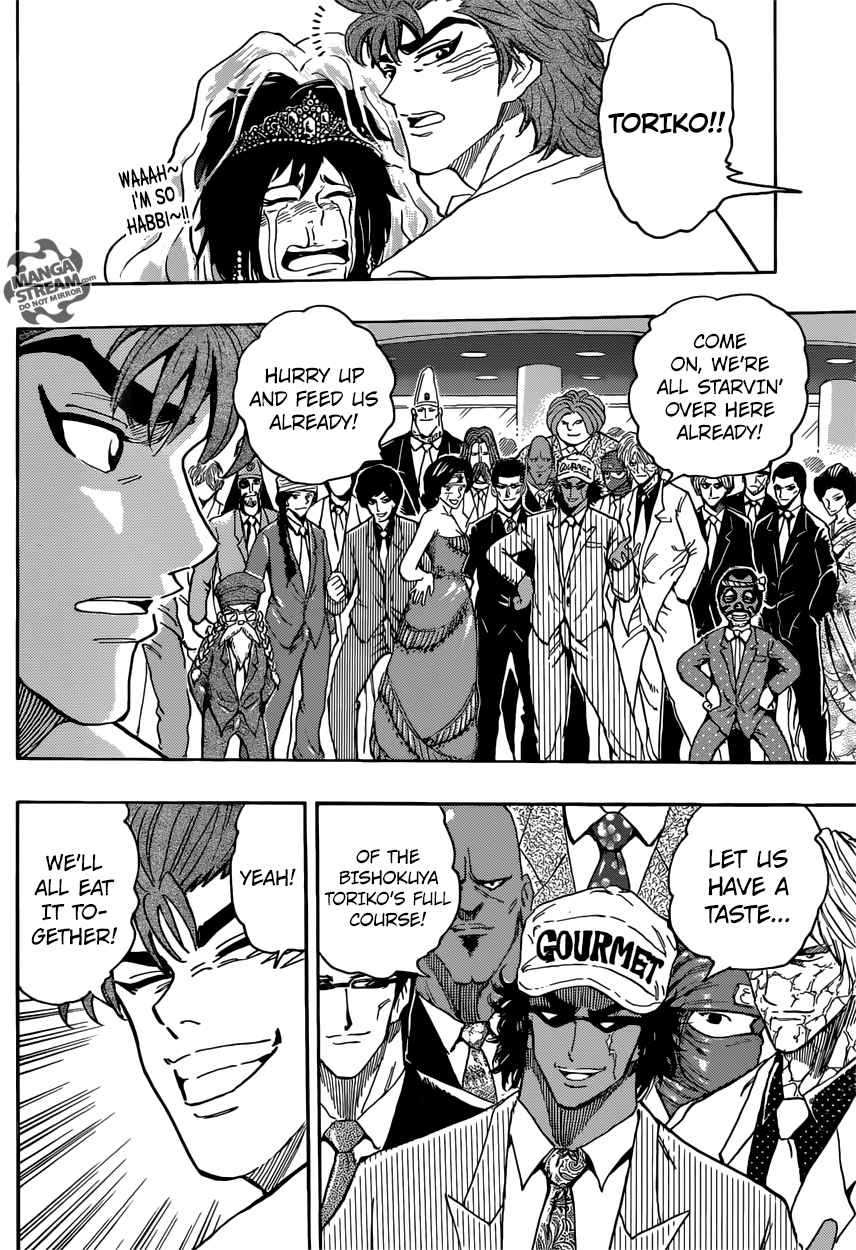 TORIKO!!
WAAAH~
I'M SO
HABBI~!!
MANGA
STREAM.com
DO NOT MIRROR
COME
ON, WE'RE
ALL STARVIN'
OVER HERE
ALREADY!
HURRY UP
AND FEED US
ALREADY!
GOURMET
LET US
HAVE A
TASTE...
OF THE
BISHOKUYA
TORIKO'S FULL
COURSE!
GOURMET
YEAH!
WE'LL
ALL EAT
IT TO-
GETHER!